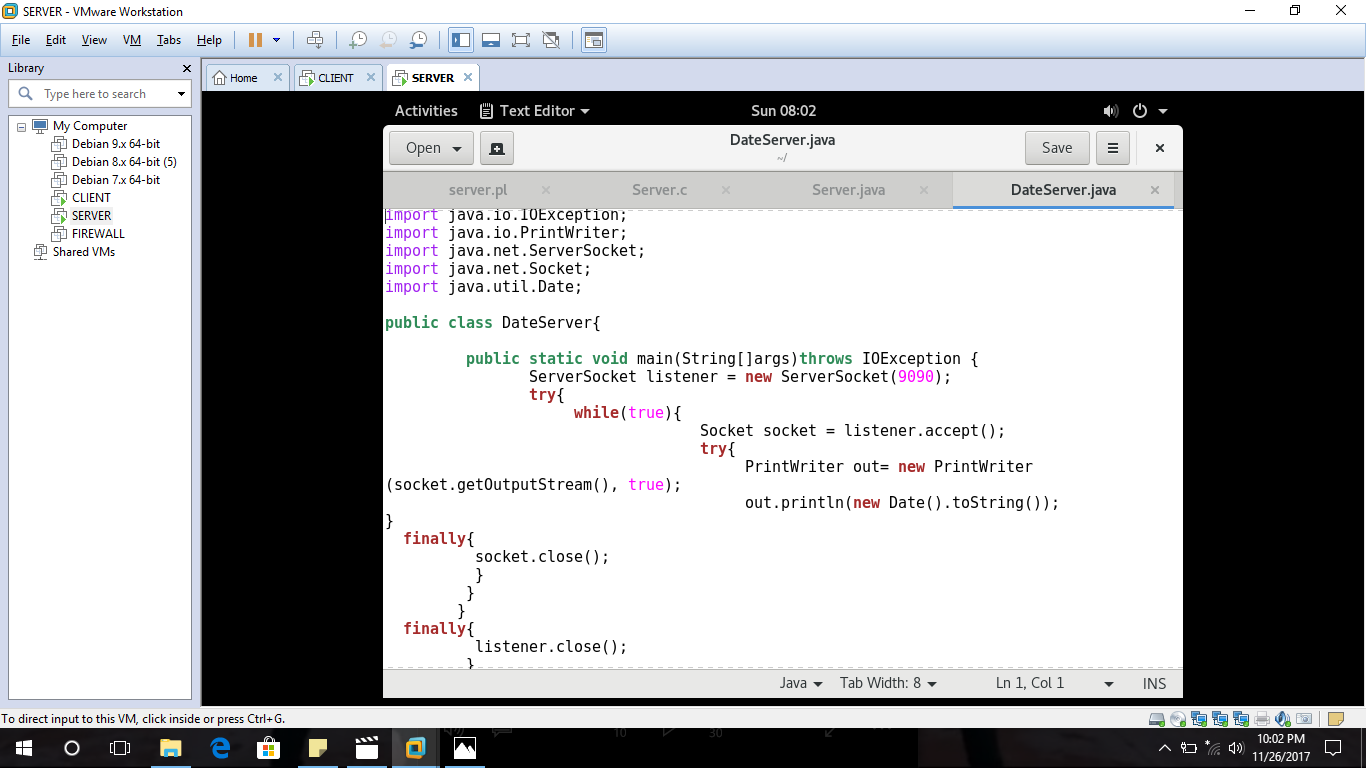 SERVER - VMware Workstation
File Edit View VM Tabs Help
Library
Type here to search
My Computer
Debian 9.x 64-bit
Debian 8.x 64-bit (5)
Debian 7.x 64-bit
CLIENT
SERVER
FIREWALL
Shared VMs
Home CLIENT SERVER
Activities Text Editor Sun 08:02
Open DateServer.java Save
~/
server.pl Server.c Server.java DateServer.java
import java.io.IOException;
import java.io.PrintWriter;
import java.net.ServerSocket;
import java.net.Socket;
import java.util.Date;
public class DateServer{
public static void main(String[]args)throws IOException {
ServerSocket listener = new ServerSocket(9090);
try{
while(true){
Socket socket = listener.accept();
try{
PrintWriter out= new PrintWriter
(socket.getOutputStream(), true);
out.println(new Date().toString());
}
finally{
socket.close();
}
}
}
finally{
listener.close();
}
Java Tab Width: 8 Ln 1, Col 1 INS
To direct input to this VM, click inside or press Ctrl+G.
10 30
10:02 PM
11/26/2017